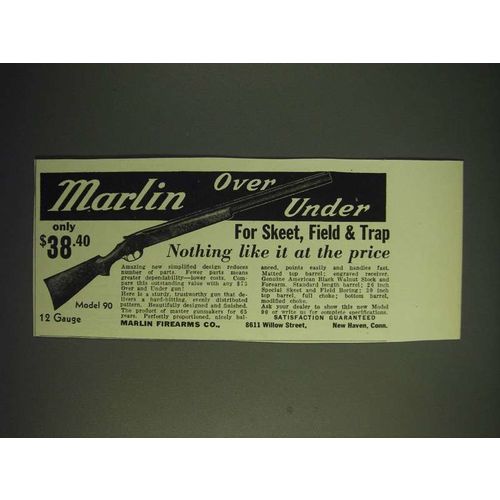 Marlin Over
Under
only
$38.40
For Skeet, Field & Trap
Nothing like it at the price
Model 90
12 Gauge
Amazing new simplified design reduces
number of parts. Fewer parts means
greater dependability—lower costs. Com-
pare this outstanding value with any $75
Over and Under gun!
Here is a sturdy, trustworthy gun that de-
livers a hard-hitting, evenly distributed
pattern. Beautifully designed and finished.
The product of master gunmakers for 65
years. Perfectly proportioned, nicely bal-
anced, points easily and handles fast.
Matted top barrel; engraved receiver.
Genuine American Black Walnut Stock and
Forearm. Standard length barrel; 26 inch
Special Skeet and Field Boring; 28 inch
top barrel, full choke; bottom barrel,
modified choke.
Ask your dealer to show you this new Model
90 or write us for complete specifications.
SATISFACTION GUARANTEED
MARLIN FIREARMS CO., 8611 Willow Street, New Haven, Conn.